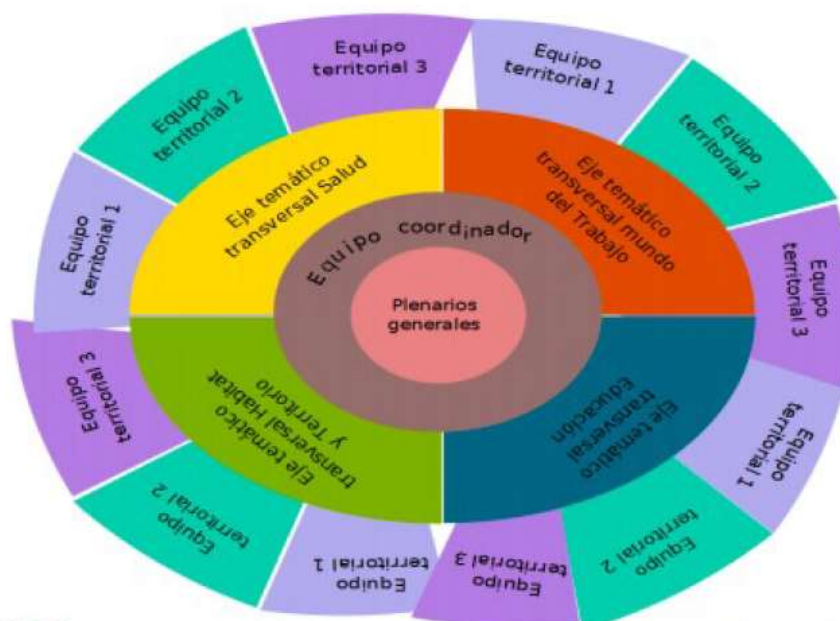 Equipo
territorial 3
Equipo
territorial 1
Equipo
territorial 2
Equipo
territorial 2
Equipo
territorial 1
Equipo
territorial 3
Eje temático
transversal Salud
Eje temático
transversal mundo
del Trabajo
Equipo coordinador
Plenarios
generales
Eje temático
transversal Habitat
y Territorio
Eje temático
transversal
Educación
Equipo
territorial 3
Equipo
territorial 2
Equipo
territorial 1
Equipo
territorial 3
Equipo
territorial 2
Equipo
territorial 1